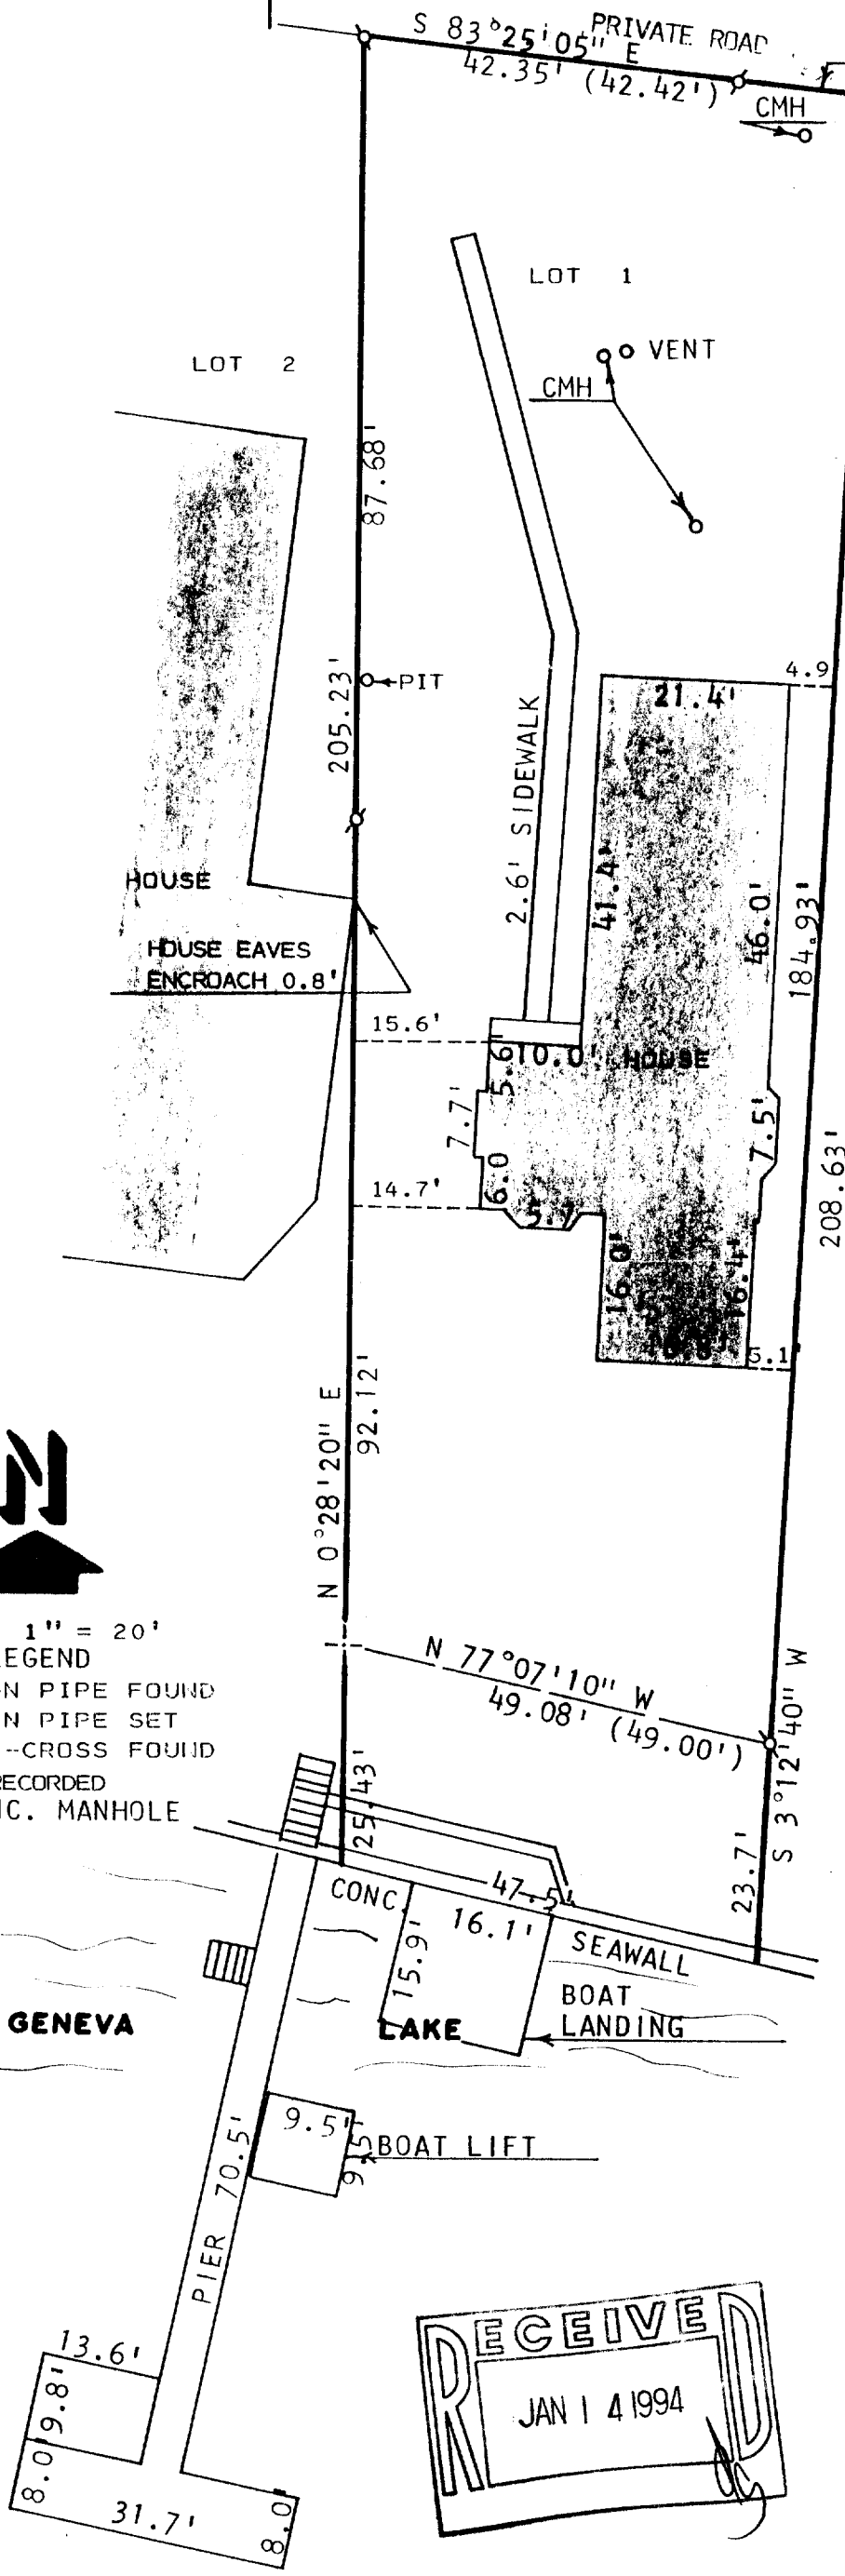 PRIVATE ROAD
S 83°25'05" E
42.35' (42.42')
CMH
LOT 1
VENT
CMH
LOT 2
87.68'
205.23'
PIT
4.9
21.4'
2.6' SIDEWALK
41.4'
46.0'
184.93'
HOUSE
HOUSE EAVES
ENCROACH 0.8'
15.6'
5.6'
10.0'
HOUSE
7.7'
7.5'
208.63'
14.7'
6.0
5.7
16.0'
16.4'
5.1
N 0°28'20" E
92.12'
N
1" = 20'
LEGEND
N PIPE FOUND
N PIPE SET
--CROSS FOUND
RECORDED
NC. MANHOLE
N 77°07'10" W
49.08' (49.00')
S 3°12'40" W
23.7'
25.43'
CONC.
47.5'
16.1'
SEAWALL
15.9'
BOAT
LANDING
GENEVA
LAKE
9.5'
9.5'
BOAT LIFT
PIER 70.5'
13.6'
9.8'
8.0'
31.7'
8.0
RECEIVED
JAN 14 1994